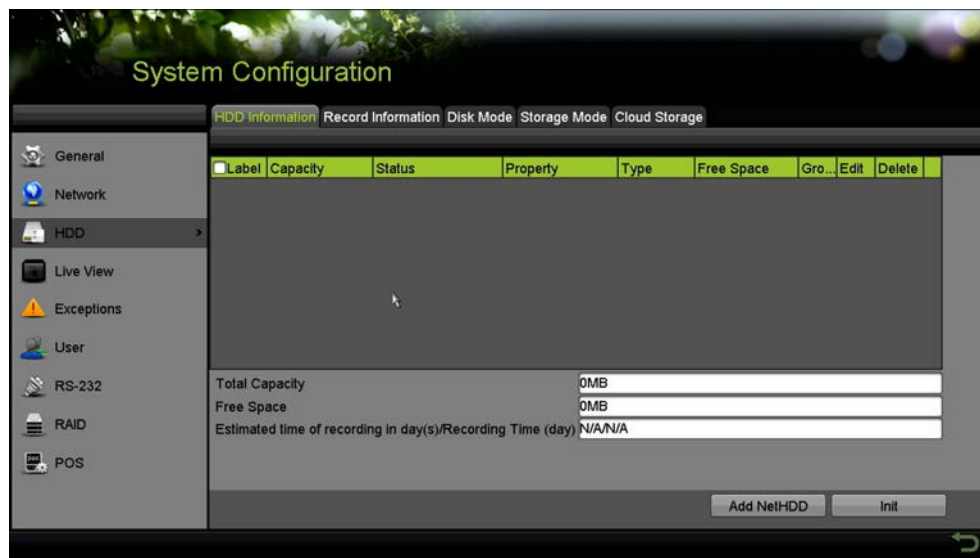 System Configuration
HDD Information Record Information Disk Mode Storage Mode Cloud Storage
General
Network
HDD >
Live View
Exceptions
User
RS-232
RAID
POS
Label Capacity Status Property Type Free Space Gro... Edit Delete
Total Capacity 0MB
Free Space 0MB
Estimated time of recording in day(s)/Recording Time (day) N/A/N/A
Add NetHDD Init